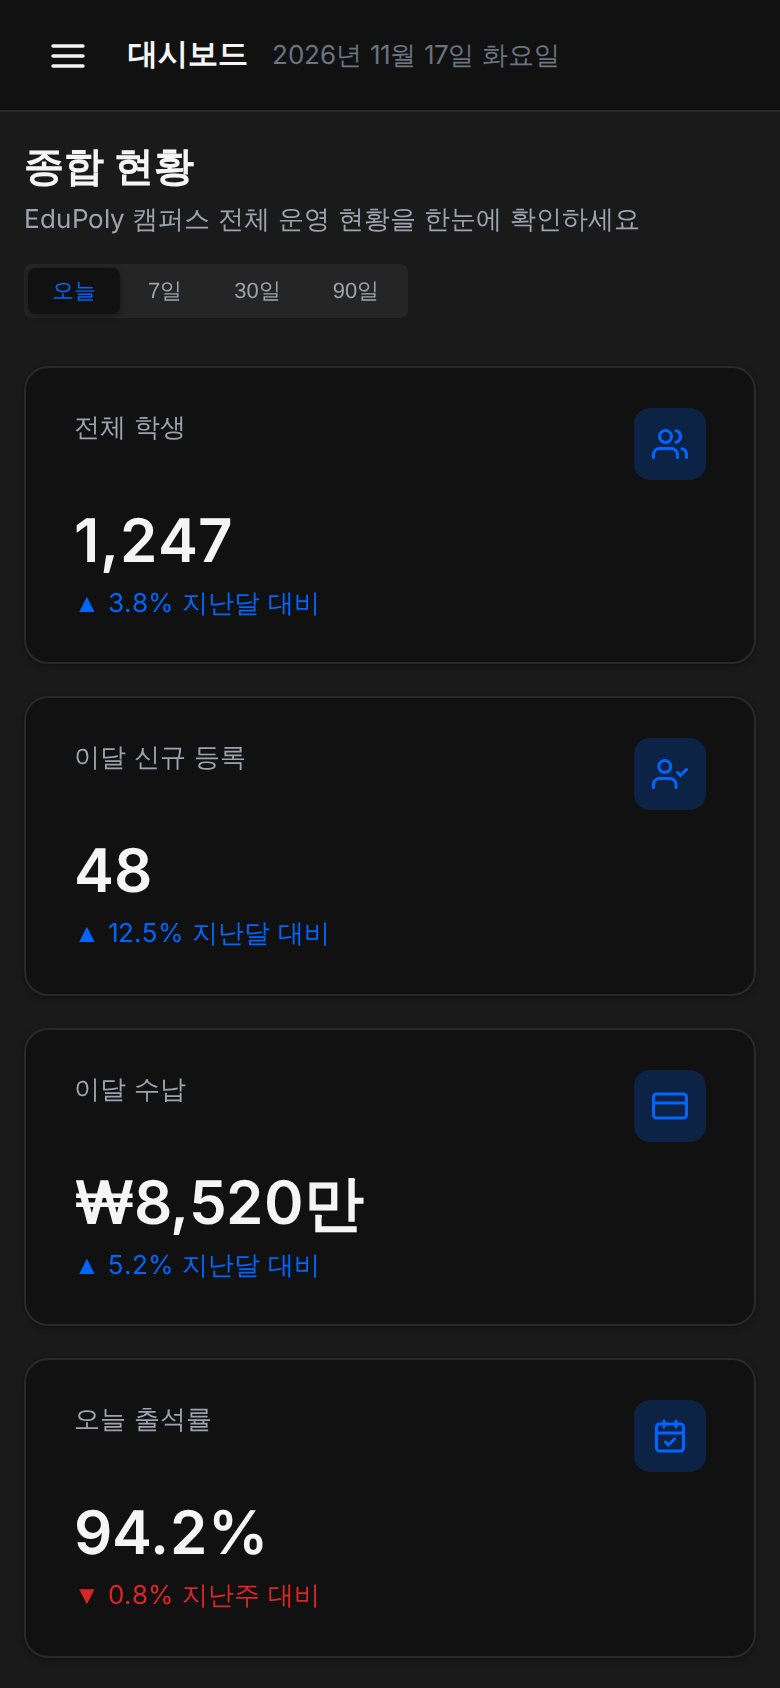 대시보드 2026년 11월 17일 화요일
종합 현황
EduPoly 캠퍼스 전체 운영 현황을 한눈에 확인하세요
오늘 7일 30일 90일
전체 학생
1,247
▲ 3.8% 지난달 대비
이달 신규 등록
48
▲ 12.5% 지난달 대비
이달 수납
₩8,520만
▲ 5.2% 지난달 대비
오늘 출석률
94.2%
▼ 0.8% 지난주 대비